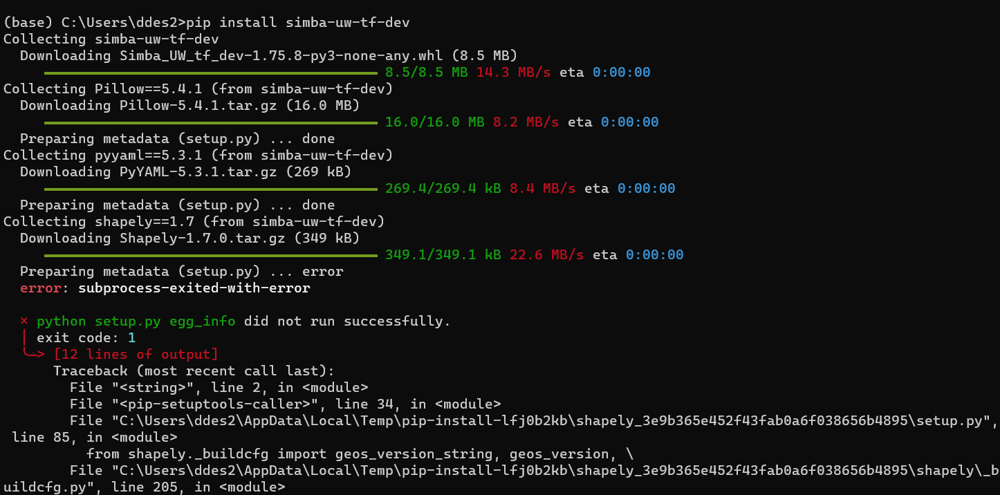 (base) C:\Users\ddes2>pip install simba-uw-tf-dev
Collecting simba-uw-tf-dev
  Downloading Simba_UW_tf_dev-1.75.8-py3-none-any.whl (8.5 MB)
     ━━━━━━━━━━━━━━━━━━━━━━━━━━━━━━━━━━━━━━━━ 8.5/8.5 MB 14.3 MB/s eta 0:00:00
Collecting Pillow==5.4.1 (from simba-uw-tf-dev)
  Downloading Pillow-5.4.1.tar.gz (16.0 MB)
     ━━━━━━━━━━━━━━━━━━━━━━━━━━━━━━━━━━━━━━━━ 16.0/16.0 MB 8.2 MB/s eta 0:00:00
  Preparing metadata (setup.py) ... done
Collecting pyyaml==5.3.1 (from simba-uw-tf-dev)
  Downloading PyYAML-5.3.1.tar.gz (269 kB)
     ━━━━━━━━━━━━━━━━━━━━━━━━━━━━━━━━━━━━━━━━ 269.4/269.4 kB 8.4 MB/s eta 0:00:00
  Preparing metadata (setup.py) ... done
Collecting shapely==1.7 (from simba-uw-tf-dev)
  Downloading Shapely-1.7.0.tar.gz (349 kB)
     ━━━━━━━━━━━━━━━━━━━━━━━━━━━━━━━━━━━━━━━━ 349.1/349.1 kB 22.6 MB/s eta 0:00:00
  Preparing metadata (setup.py) ... error
  error: subprocess-exited-with-error

  × python setup.py egg_info did not run successfully.
  │ exit code: 1
  ╰─> [12 lines of output]
      Traceback (most recent call last):
        File "<string>", line 2, in <module>
        File "<pip-setuptools-caller>", line 34, in <module>
        File "C:\Users\ddes2\AppData\Local\Temp\pip-install-lfj0b2kb\shapely_3e9b365e452f43fab0a6f038656b4895\setup.py",
 line 85, in <module>
          from shapely._buildcfg import geos_version_string, geos_version, \
        File "C:\Users\ddes2\AppData\Local\Temp\pip-install-lfj0b2kb\shapely_3e9b365e452f43fab0a6f038656b4895\shapely\_b
uildcfg.py", line 205, in <module>